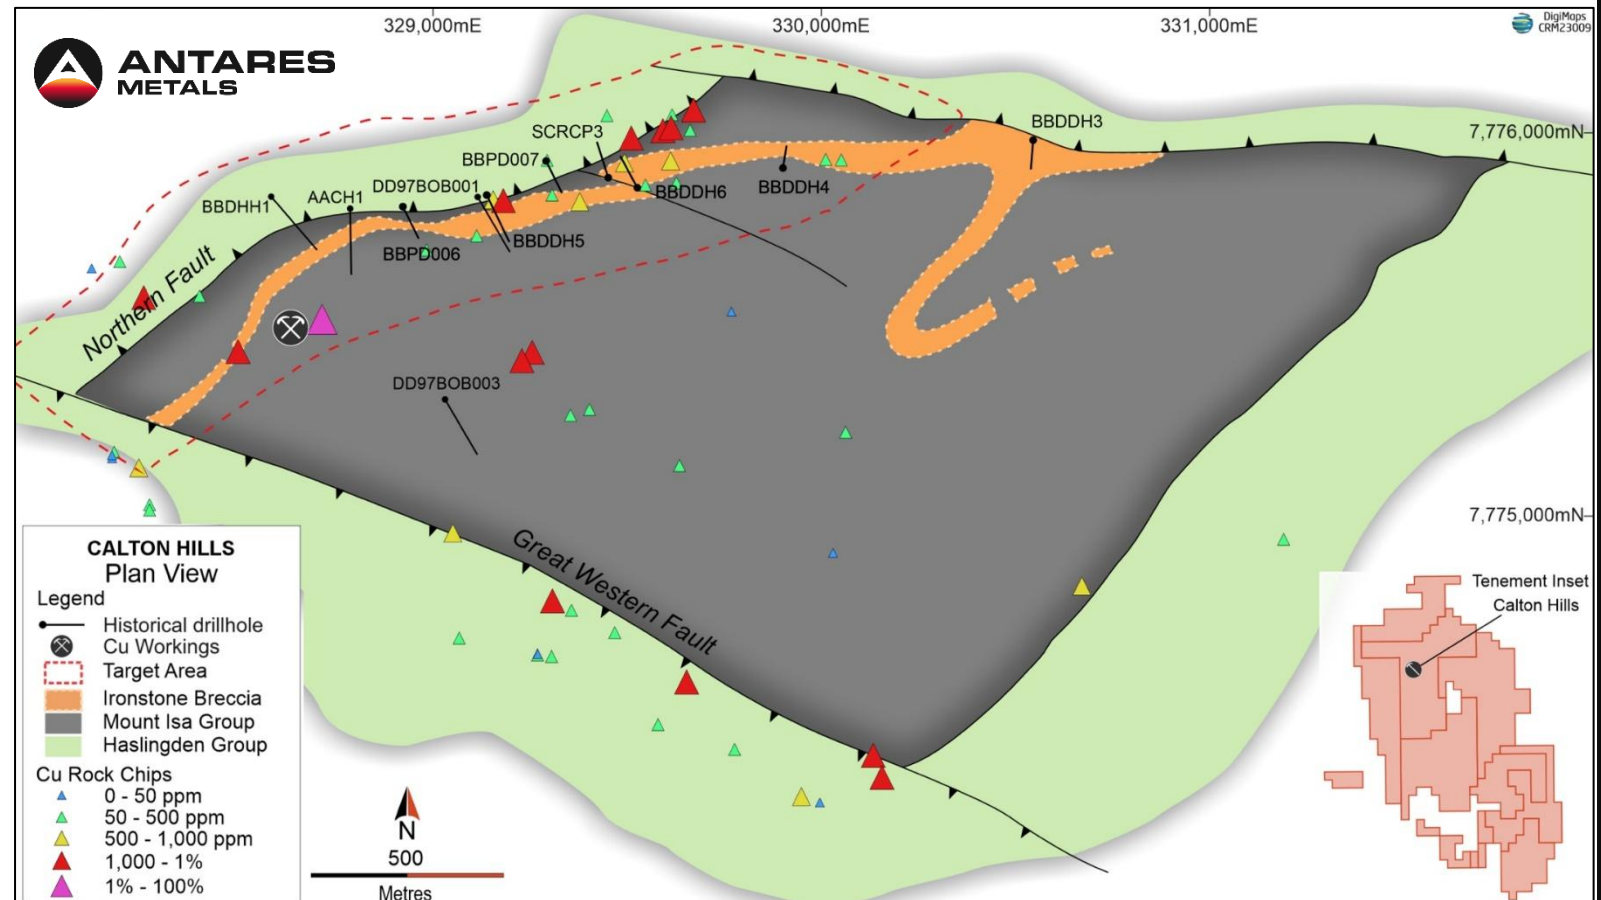 329,000mE
330,000mE
331,000mE
DigiMaps
CRM23009
ANTARES
METALS
7,776,000mN
BBDDH3
SCRCP3
BBPD007
DD97BOB001
BBDDH6
BBDDH4
AACH1
BBDHH1
BBDDH5
BBPD006
Northern Fault
DD97BOB003
7,775,000mN
Great Western Fault
CALTON HILLS
Plan View
Legend
Historical drillhole
Cu Workings
Target Area
Ironstone Breccia
Mount Isa Group
Haslingden Group
Cu Rock Chips
0 - 50 ppm
50 - 500 ppm
500 - 1,000 ppm
1,000 - 1%
1% - 100%
N
500
Metres
Tenement Inset
Calton Hills